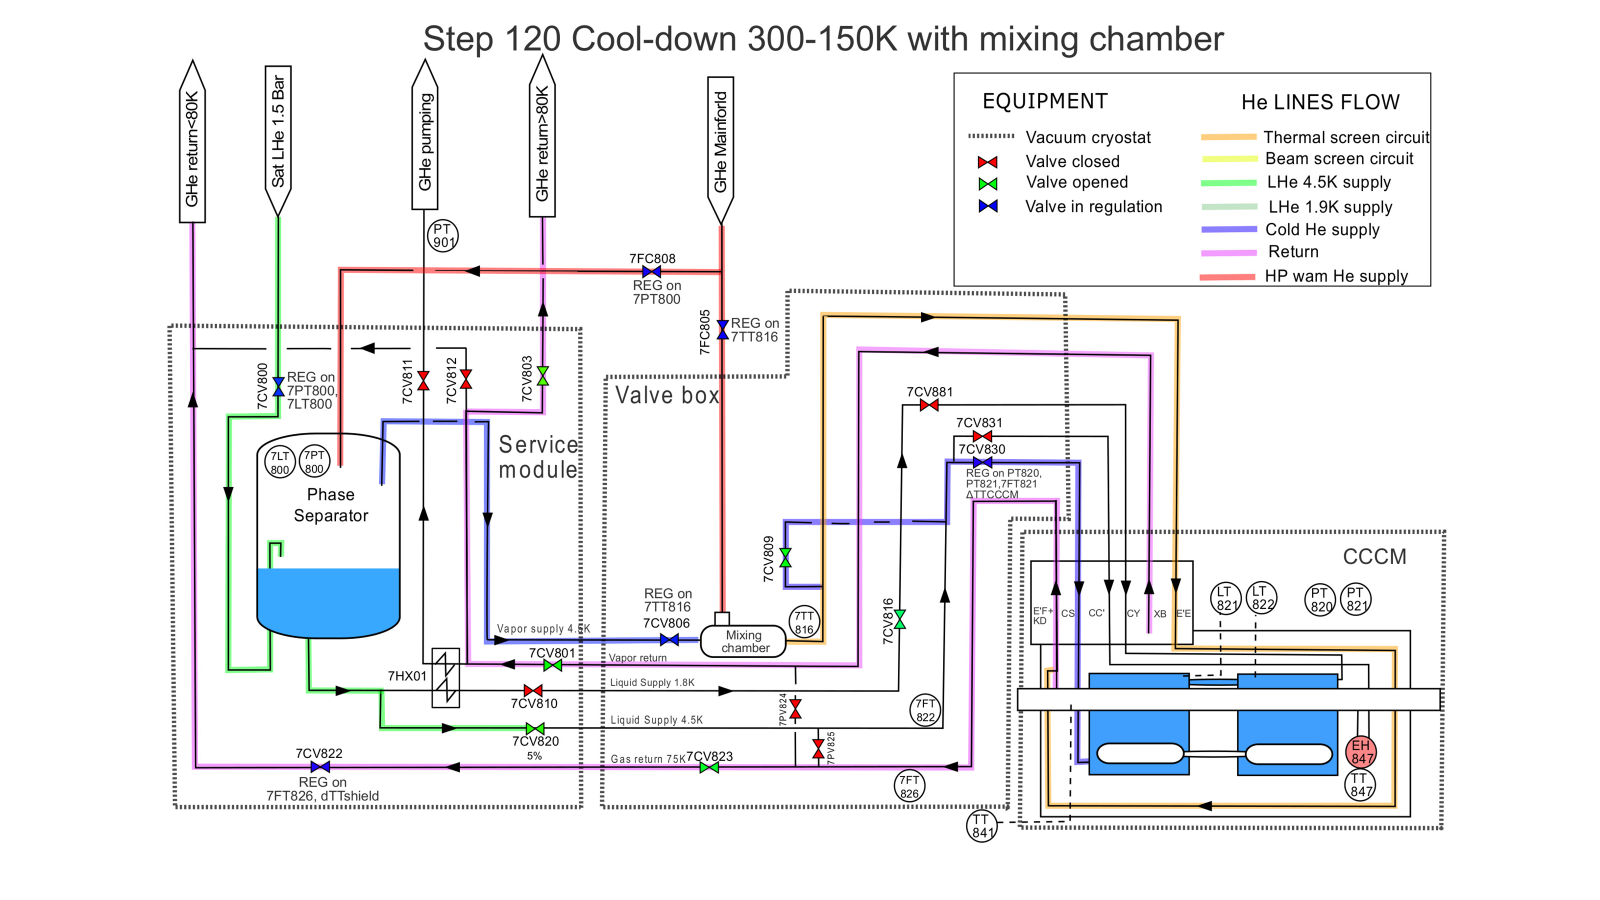 Step 120 Cool-down 300-150K with mixing chamber
GHe return<80K
Sat LHe 1.5 Bar
GHe pumping
GHe return>80K
GHe Mainforld
EQUIPMENT
Vacuum cryostat
Valve closed
Valve opened
Valve in regulation
He LINES FLOW
Thermal screen circuit
Beam screen circuit
LHe 4.5K supply
LHe 1.9K supply
Cold He supply
Return
HP wam He supply
PT
901
7FC808
REG on
7PT800
7FC805
REG on
7TT816
7CV800
REG on
7PT800,
7LT800
7CV811
7CV812
7CV803
Valve box
Service
module
7LT
800
7PT
800
Phase
Separator
7CV881
7CV831
7CV830
REG on PT820,
PT821,7FT821
ΔTTCCCM
7CV809
CCCM
REG on
7TT816
7CV806
Vapor supply 4.5K
Mixing
chamber
7TT
816
7CV816
E'F+
KD
CS
CC'
CY
XB
E'E
LT
821
LT
822
PT
820
PT
821
7CV801
Vapor return
7HX01
7CV810
Liquid Supply 1.8K
7PV824
7FT
822
Liquid Supply 4.5K
7CV820
5%
7PV825
7CV822
REG on
7FT826, dTTshield
Gas return 75K
7CV823
7FT
826
EH
847
TT
847
TT
841